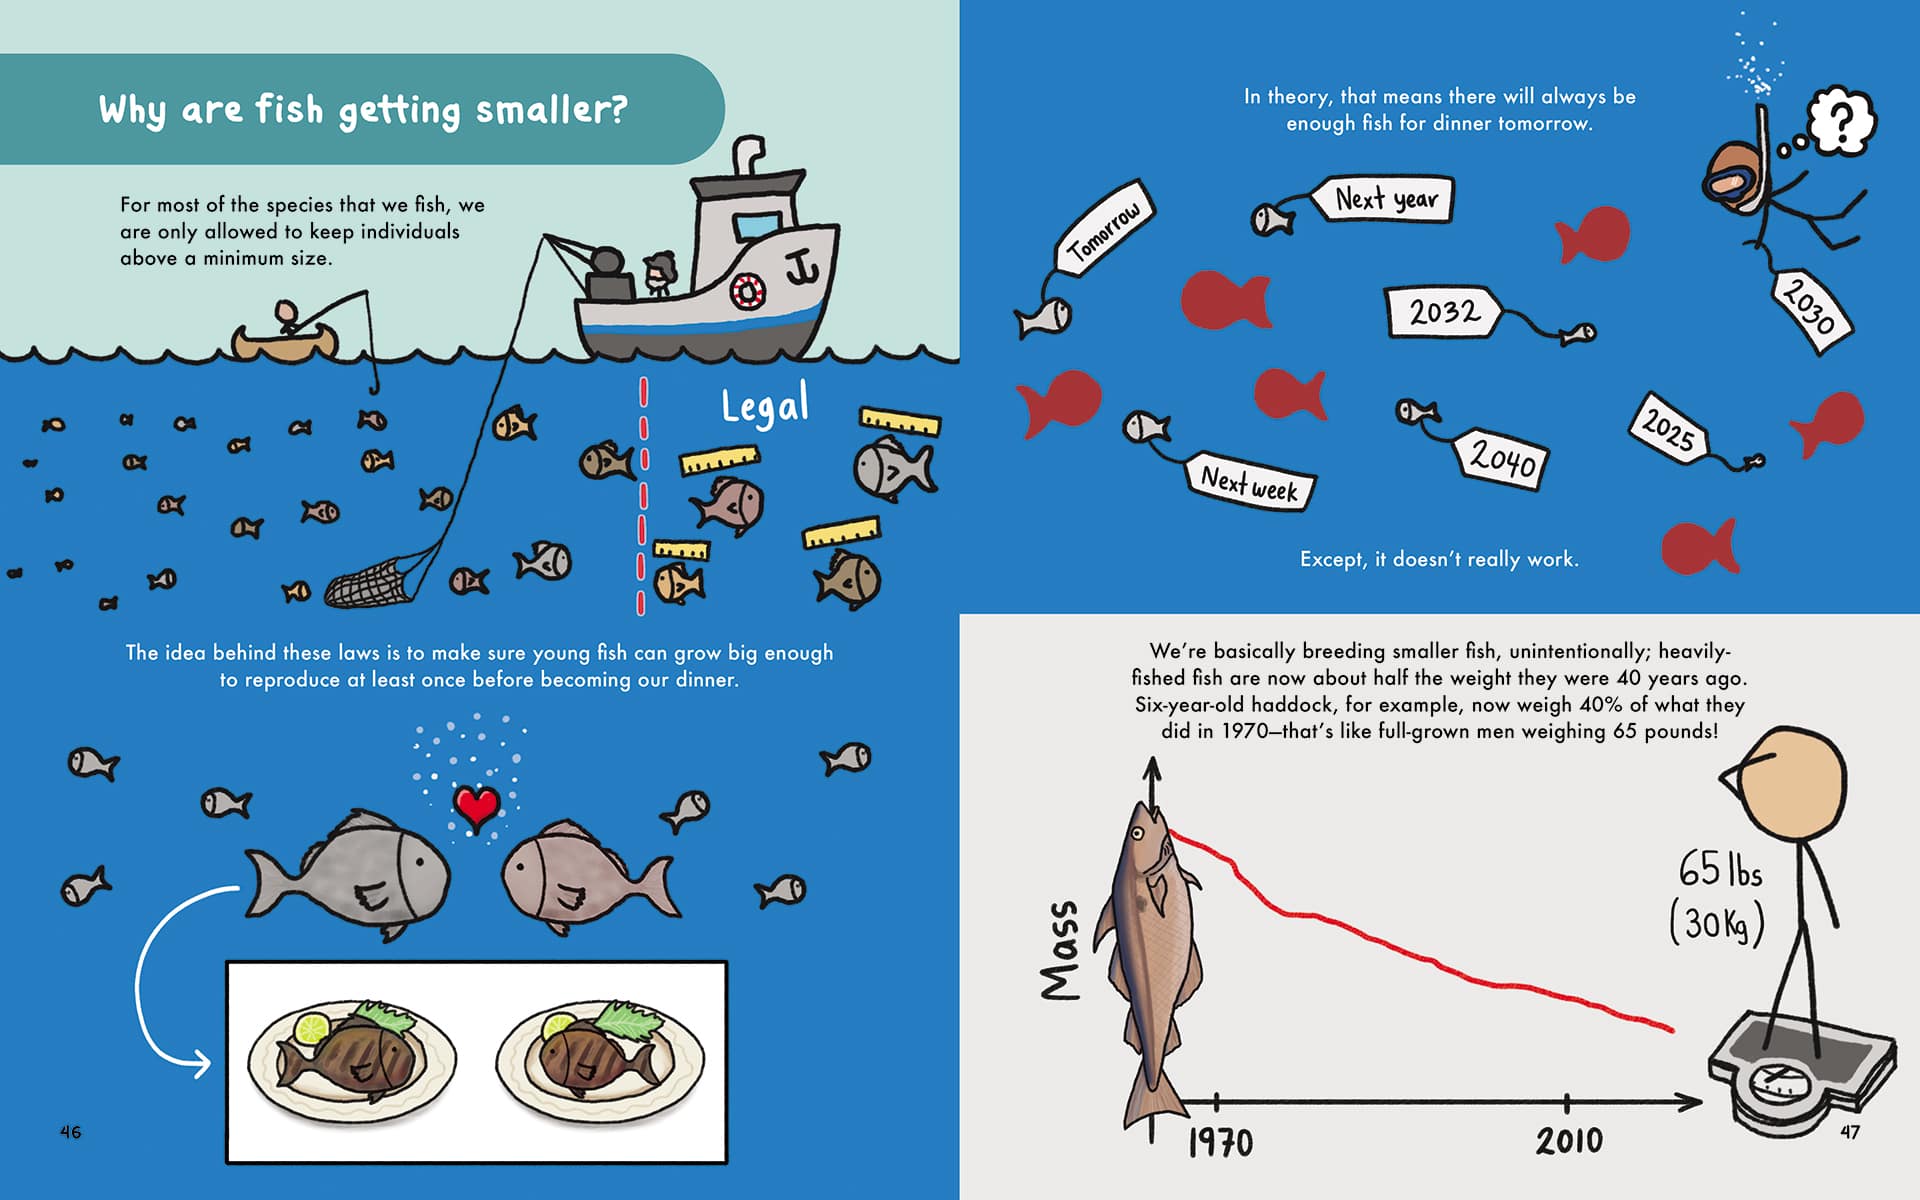 Why are fish getting smaller?
For most of the species that we fish, we
are only allowed to keep individuals
above a minimum size.
Legal
The idea behind these laws is to make sure young fish can grow big enough
to reproduce at least once before becoming our dinner.
46
In theory, that means there will always be
enough fish for dinner tomorrow.
?
Tomorrow
Next year
2032
2030
Next week
2040
2025
Except, it doesn't really work.
We're basically breeding smaller fish, unintentionally; heavily-
fished fish are now about half the weight they were 40 years ago.
Six-year-old haddock, for example, now weigh 40% of what they
did in 1970—that's like full-grown men weighing 65 pounds!
Mass
65 lbs
(30Kg)
1970
2010
47